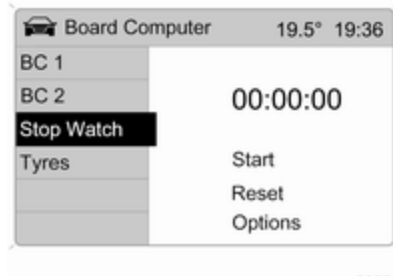 Board Computer 19.5° 19:36
BC 1
BC 2
Stop Watch
Tyres
00:00:00
Start
Reset
Options